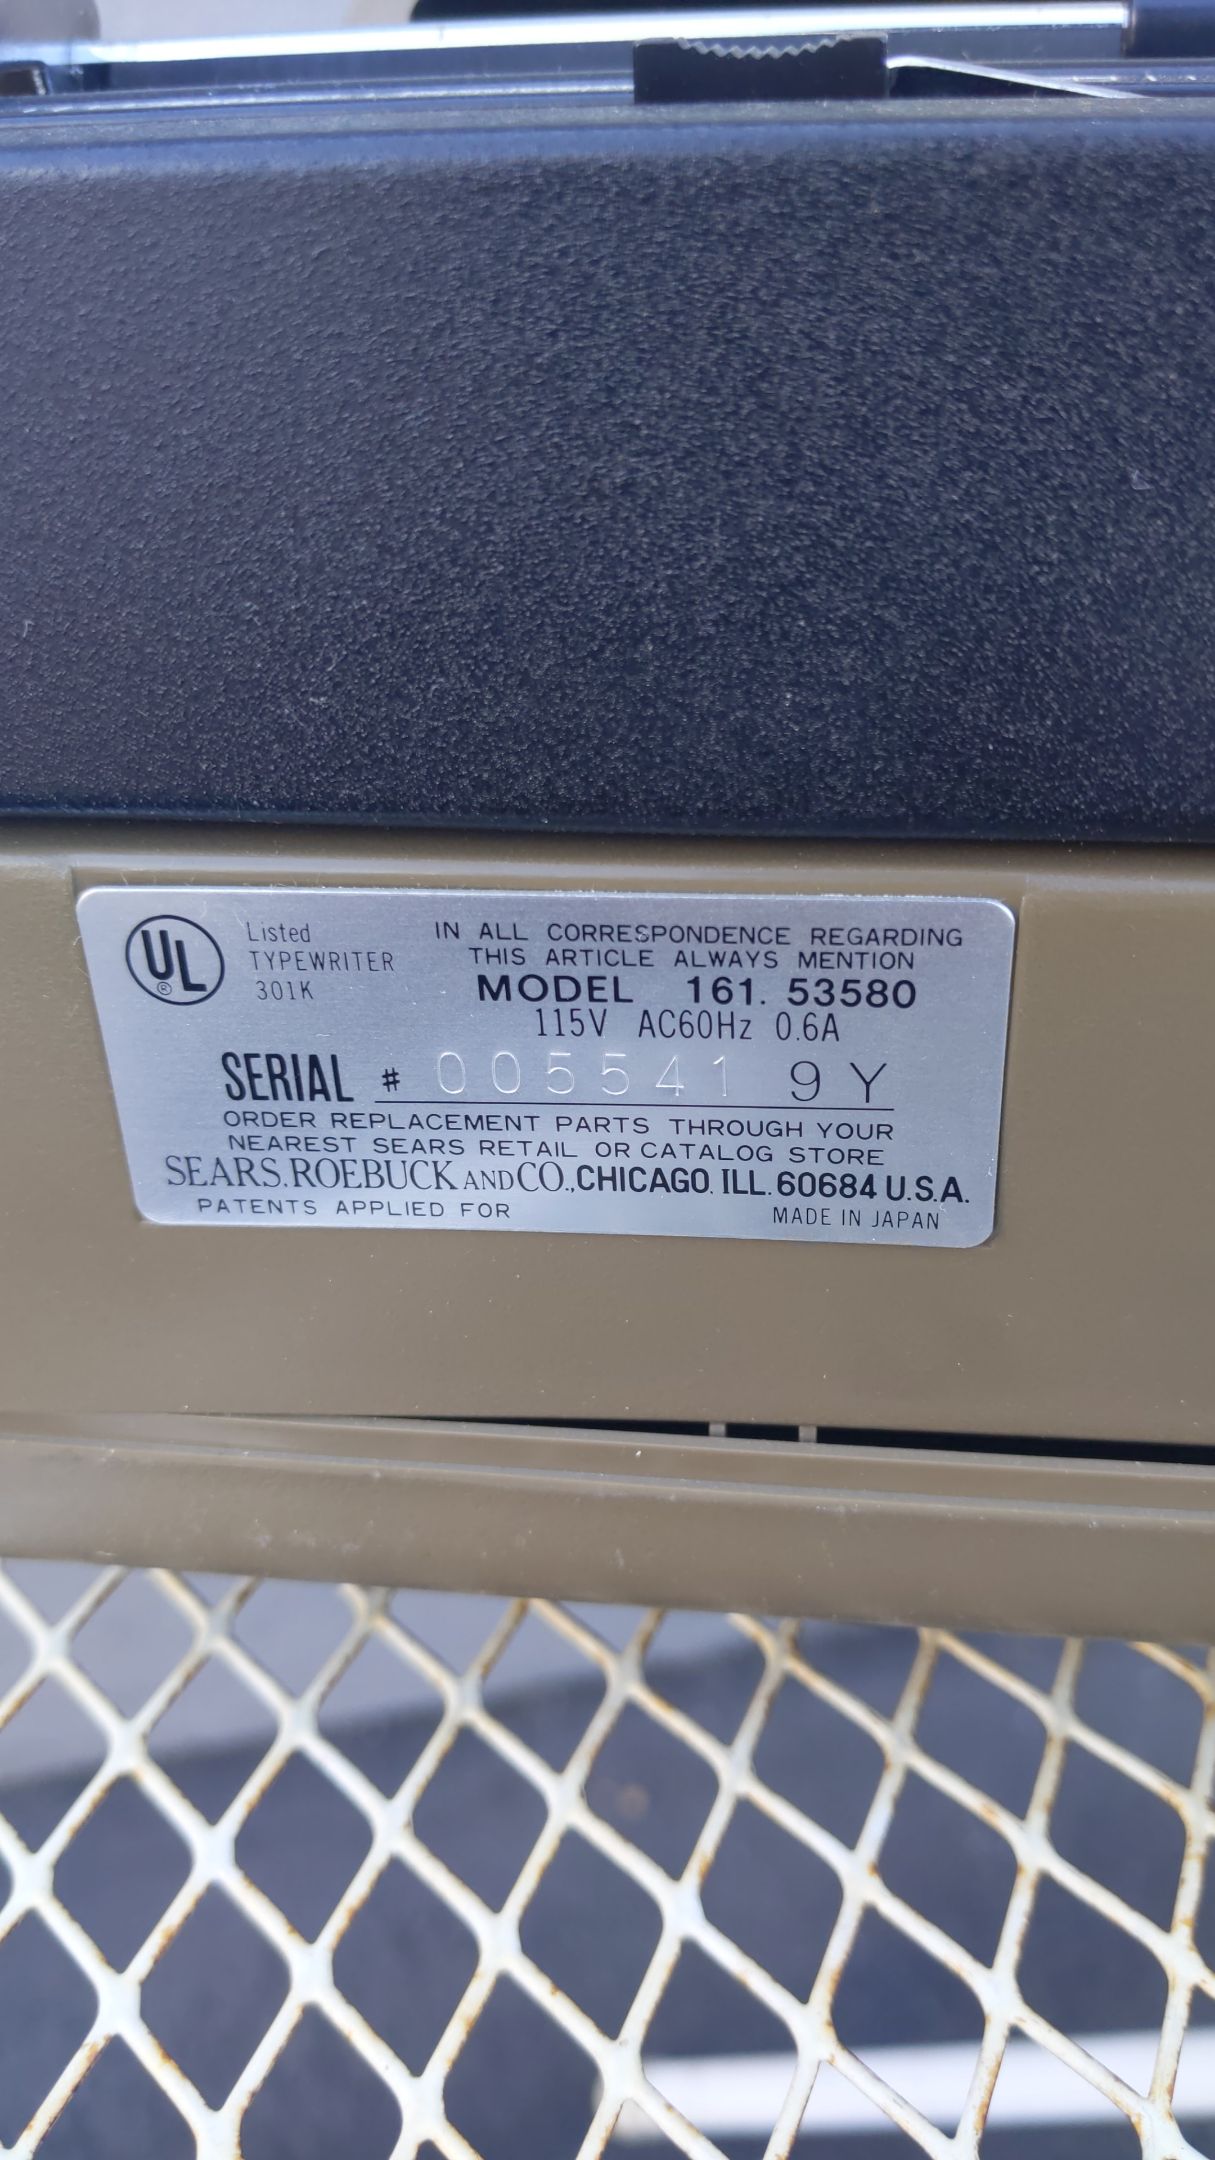 UL ®
Listed
TYPEWRITER
301K
IN ALL CORRESPONDENCE REGARDING
THIS ARTICLE ALWAYS MENTION
MODEL 161. 53580
115V AC60Hz 0.6A
SERIAL # 005541 9Y
ORDER REPLACEMENT PARTS THROUGH YOUR
NEAREST SEARS RETAIL OR CATALOG STORE
SEARS, ROEBUCK AND CO., CHICAGO, ILL. 60684 U.S.A.
PATENTS APPLIED FOR
MADE IN JAPAN